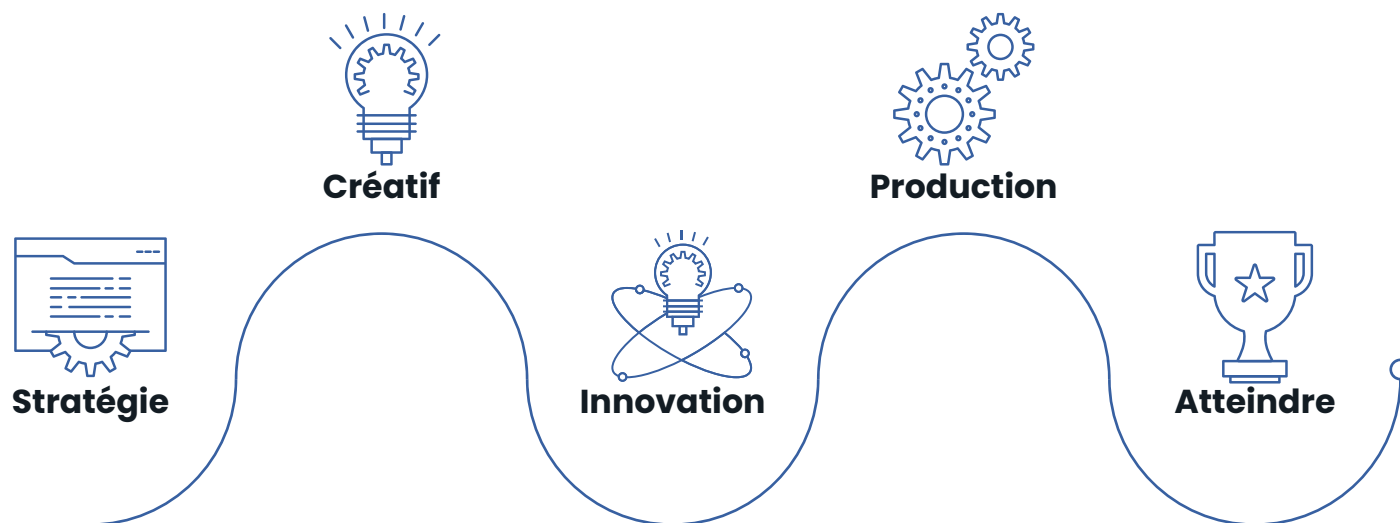 Stratégie
Créatif
Innovation
Production
Atteindre